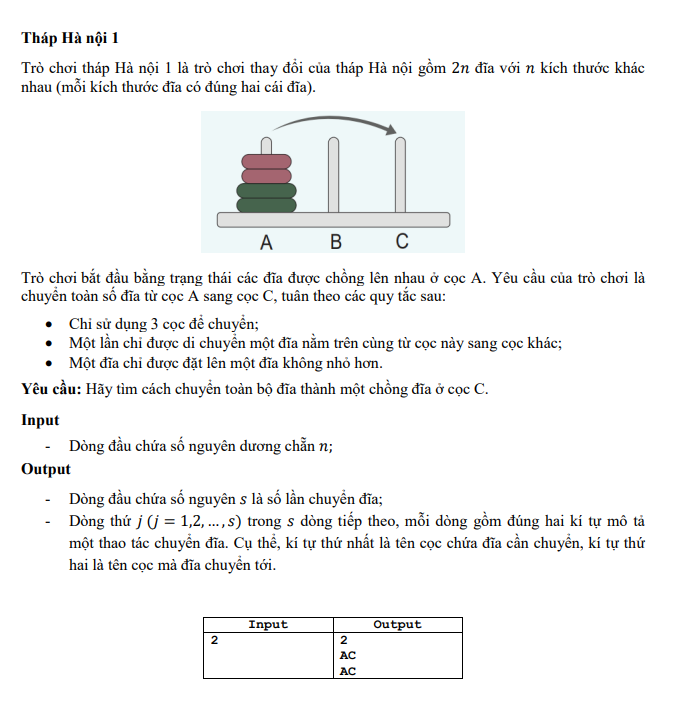 Tháp Hà nội 1
Trò chơi tháp Hà nội 1 là trò chơi thay đổi của tháp Hà nội gồm 2n đĩa với n kích thước khác
nhau (mỗi kích thước đĩa có đúng hai cái đĩa).
A B C
Trò chơi bắt đầu bằng trạng thái các đĩa được chồng lên nhau ở cọc A. Yêu cầu của trò chơi là
chuyển toàn số đĩa từ cọc A sang cọc C, tuân theo các quy tắc sau:
• Chỉ sử dụng 3 cọc để chuyển;
• Một lần chỉ được di chuyển một đĩa nằm trên cùng từ cọc này sang cọc khác;
• Một đĩa chỉ được đặt lên một đĩa không nhỏ hơn.
Yêu cầu: Hãy tìm cách chuyển toàn bộ đĩa thành một chồng đĩa ở cọc C.
Input
- Dòng đầu chứa số nguyên dương chẵn n;
Output
- Dòng đầu chứa số nguyên s là số lần chuyển đĩa;
- Dòng thứ j (j = 1,2, ..., s) trong s dòng tiếp theo, mỗi dòng gồm đúng hai kí tự mô tả
một thao tác chuyển đĩa. Cụ thể, kí tự thứ nhất là tên cọc chứa đĩa cần chuyển, kí tự thứ
hai là tên cọc mà đĩa chuyển tới.
Input Output
2 2
AC
AC